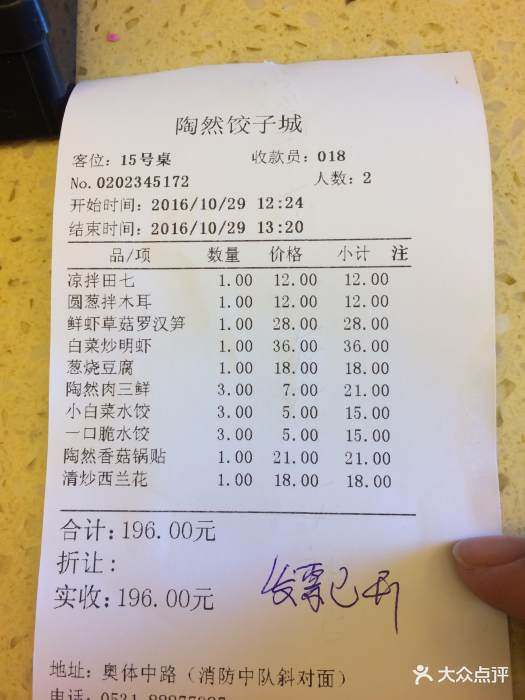 陶然饺子城
客位：15号桌 收款员：018
No.0202345172 人数：2
开始时间：2016/10/29 12:24
结束时间：2016/10/29 13:20
品/项 数量 价格 小计 注
凉拌田七 1.00 12.00 12.00
圆葱拌木耳 1.00 12.00 12.00
鲜虾草菇罗汉笋 1.00 28.00 28.00
白菜炒明虾 1.00 36.00 36.00
葱烧豆腐 1.00 18.00 18.00
陶然肉三鲜 3.00 7.00 21.00
小白菜水饺 3.00 5.00 15.00
一口脆水饺 3.00 5.00 15.00
陶然香菇锅贴 1.00 21.00 21.00
清炒西兰花 1.00 18.00 18.00
合计：196.00元
折让：
实收：196.00元
发票已开
地址：奥体中路（消防中队斜对面）
电话：0531
大众点评